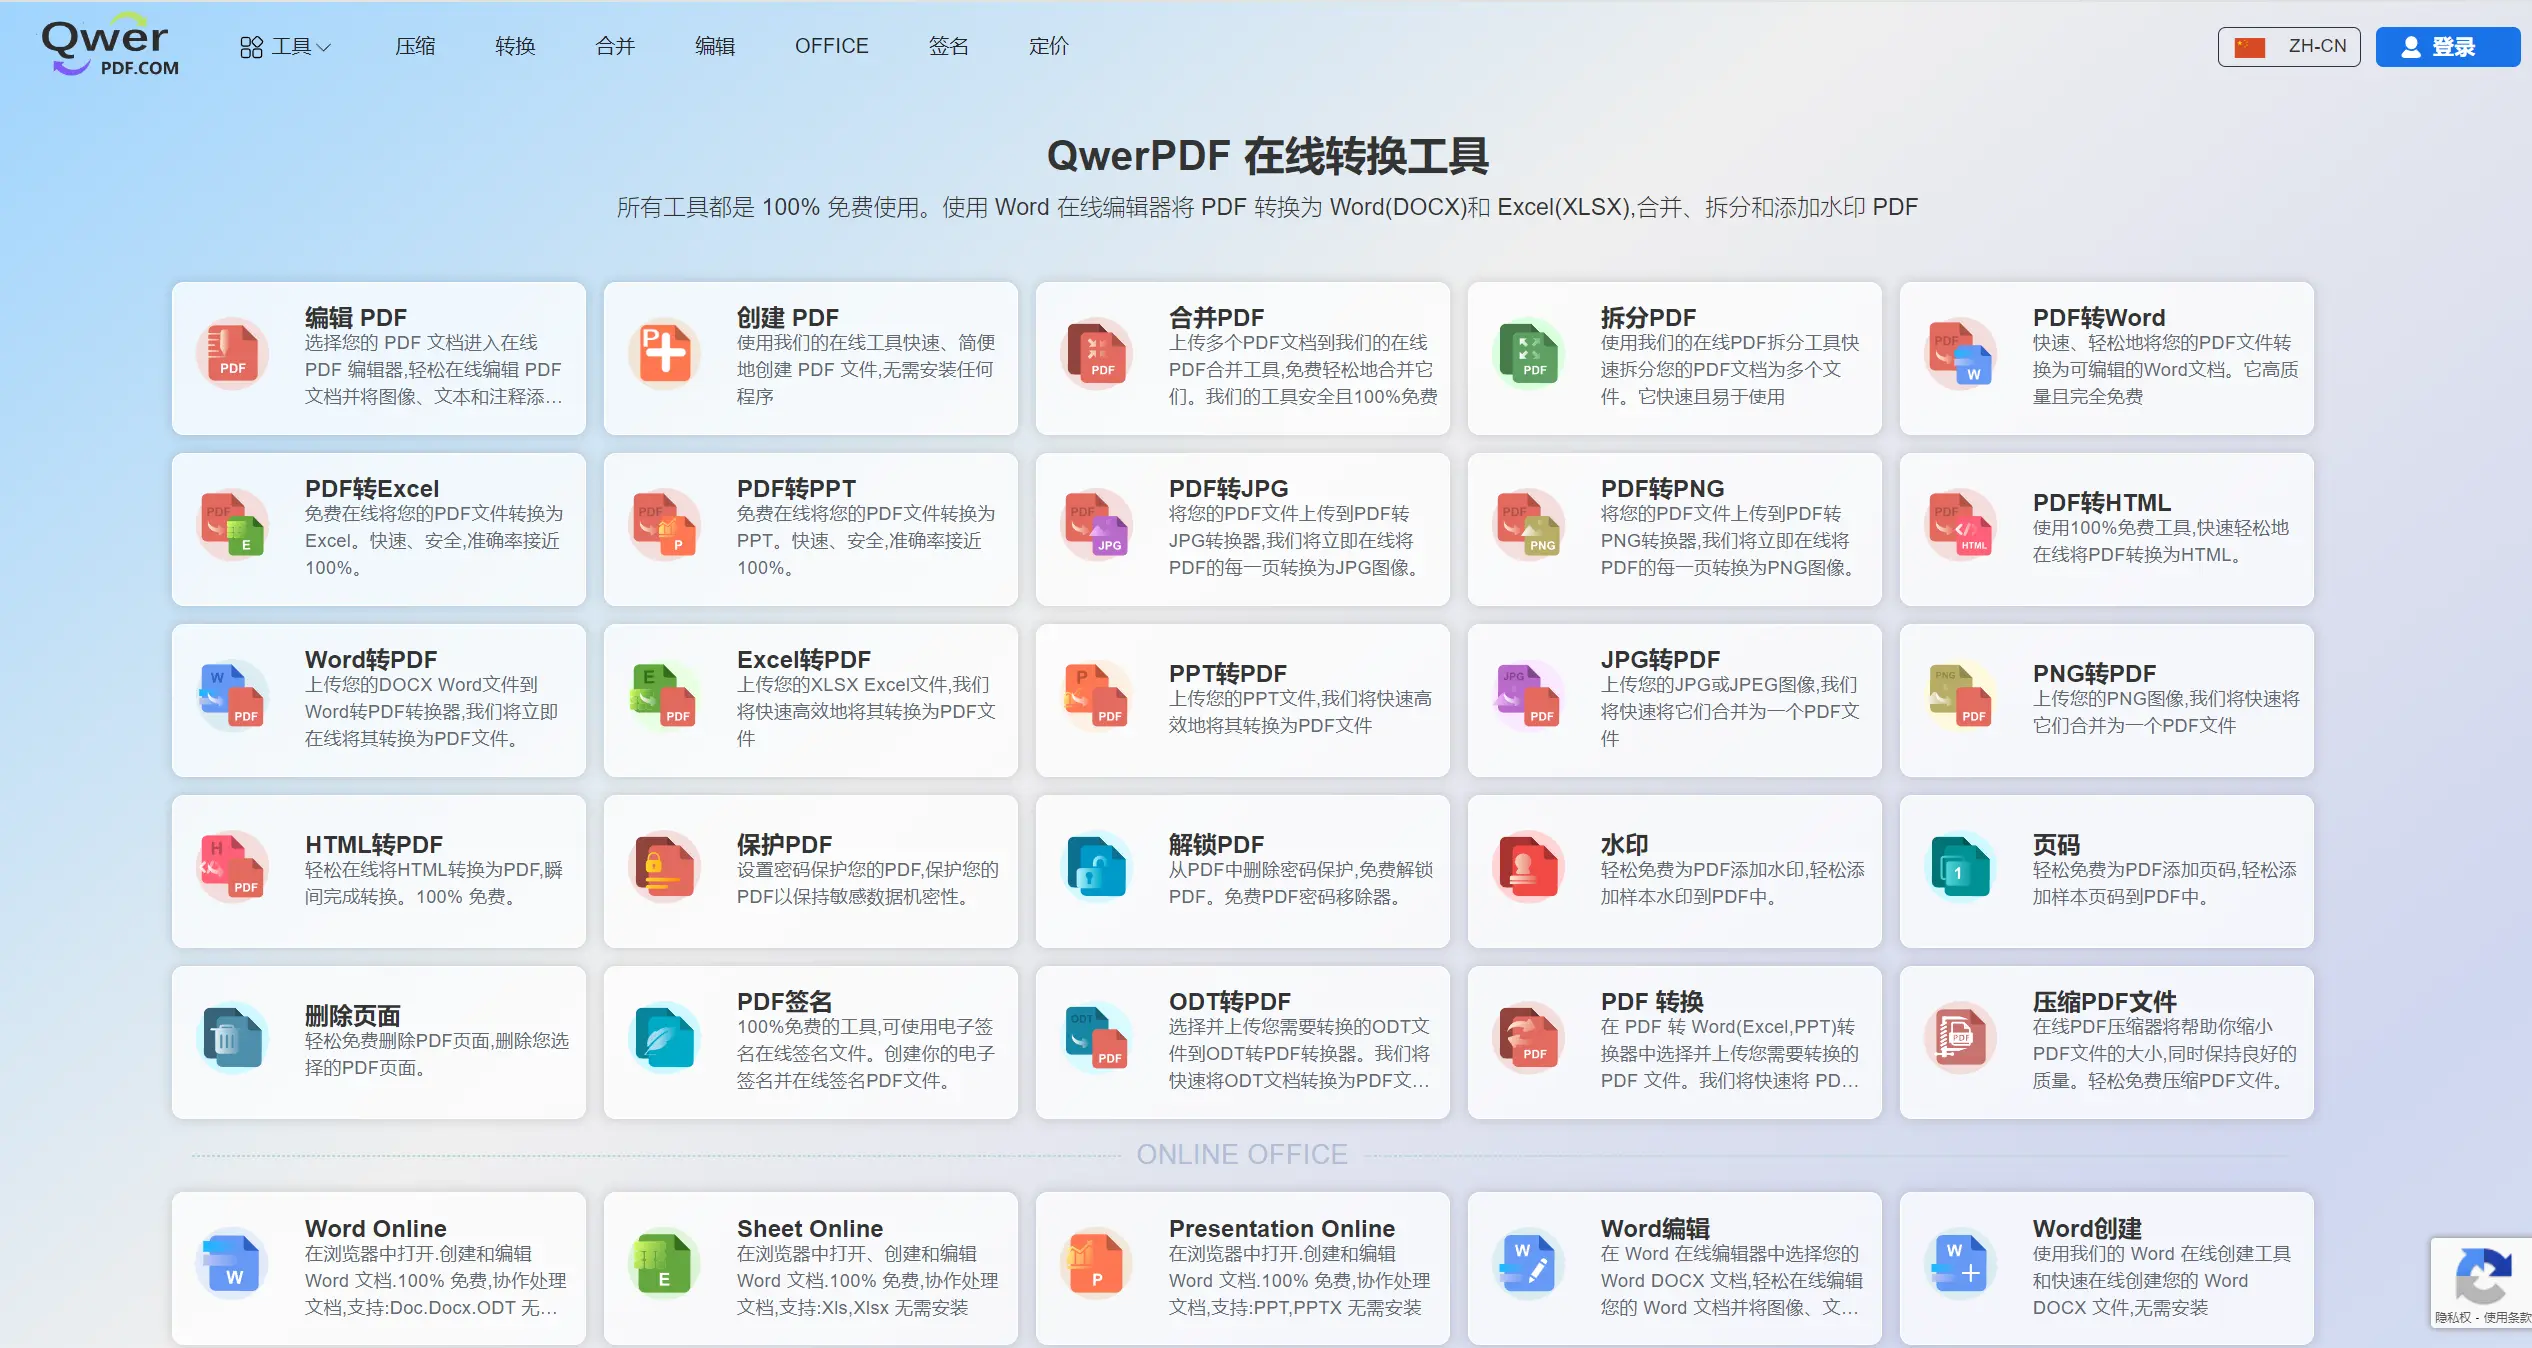 Qwer
PDF.COM
工具
压缩
转换
合并
编辑
OFFICE
签名
定价
ZH-CN
登录
QwerPDF 在线转换工具
所有工具都是 100% 免费使用。使用 Word 在线编辑器将 PDF 转换为 Word(DOCX)和 Excel(XLSX),合并、拆分和添加水印 PDF
PDF
编辑 PDF
选择您的 PDF 文档进入在线
PDF 编辑器,轻松在线编辑 PDF
文档并将图像、文本和注释添...
P
创建 PDF
使用我们的在线工具快速、简便
地创建 PDF 文件,无需安装任何
程序
PDF
合并PDF
上传多个PDF文档到我们的在线
PDF合并工具,免费轻松地合并它
们。我们的工具安全且100%免费
PDF
拆分PDF
使用我们的在线PDF拆分工具快
速拆分您的PDF文档为多个文
件。它快速且易于使用
PDF
W
PDF转Word
快速、轻松地将您的PDF文件转
换为可编辑的Word文档。它高质
量且完全免费
PDF
E
PDF转Excel
免费在线将您的PDF文件转换为
Excel。快速、安全,准确率接近
100%。
PDF
P
PDF转PPT
免费在线将您的PDF文件转换为
PPT。快速、安全,准确率接近
100%。
PDF
JPG
PDF转JPG
将您的PDF文件上传到PDF转
JPG转换器,我们将立即在线将
PDF的每一页转换为JPG图像。
PDF
PNG
PDF转PNG
将您的PDF文件上传到PDF转
PNG转换器,我们将立即在线将
PDF的每一页转换为PNG图像。
PDF
</>
HTML
PDF转HTML
使用100%免费工具,快速轻松地
在线将PDF转换为HTML。
W
PDF
Word转PDF
上传您的DOCX Word文件到
Word转PDF转换器,我们将立即
在线将其转换为PDF文件。
E
PDF
Excel转PDF
上传您的XLSX Excel文件,我们
将快速高效地将其转换为PDF文
件
P
PDF
PPT转PDF
上传您的PPT文件,我们将快速高
效地将其转换为PDF文件
JPG
PDF
JPG转PDF
上传您的JPG或JPEG图像,我们
将快速将它们合并为一个PDF文
件
PNG
PDF
PNG转PDF
上传您的PNG图像,我们将快速将
它们合并为一个PDF文件
H
PDF
HTML转PDF
轻松在线将HTML转换为PDF,瞬
间完成转换。100% 免费。
保护PDF
设置密码保护您的PDF,保护您的
PDF以保持敏感数据机密性。
解锁PDF
从PDF中删除密码保护,免费解锁
PDF。免费PDF密码移除器。
水印
轻松免费为PDF添加水印,轻松添
加样本水印到PDF中。
1
页码
轻松免费为PDF添加页码,轻松添
加样本页码到PDF中。
删除页面
轻松免费删除PDF页面,删除您选
择的PDF页面。
PDF签名
100%免费的工具,可使用电子签
名在线签名文件。创建你的电子
签名并在线签名PDF文件。
ODT
PDF
ODT转PDF
选择并上传您需要转换的ODT文
件到ODT转PDF转换器。我们将
快速将ODT文档转换为PDF文...
PDF
PDF 转换
在 PDF 转 Word(Excel,PPT)转
换器中选择并上传您需要转换的
PDF 文件。我们将快速将 PD...
PDF
压缩PDF文件
在线PDF压缩器将帮助你缩小
PDF文件的大小,同时保持良好的
质量。轻松免费压缩PDF文件。
ONLINE OFFICE
W
Word Online
在浏览器中打开.创建和编辑
Word 文档.100% 免费,协作处理
文档,支持:Doc.Docx.ODT 无...
E
Sheet Online
在浏览器中打开、创建和编辑
Word 文档.100% 免费,协作处理
文档,支持:Xls,Xlsx 无需安装
P
Presentation Online
在浏览器中打开.创建和编辑
Word 文档.100% 免费,协作处理
文档,支持:PPT,PPTX 无需安装
W
Word编辑
在 Word 在线编辑器中选择您的
Word DOCX 文档,轻松在线编辑
您的 Word 文档并将图像、文...
W
Word创建
使用我们的 Word 在线创建工具
和快速在线创建您的 Word
DOCX 文件,无需安装
隐私权 - 使用条款